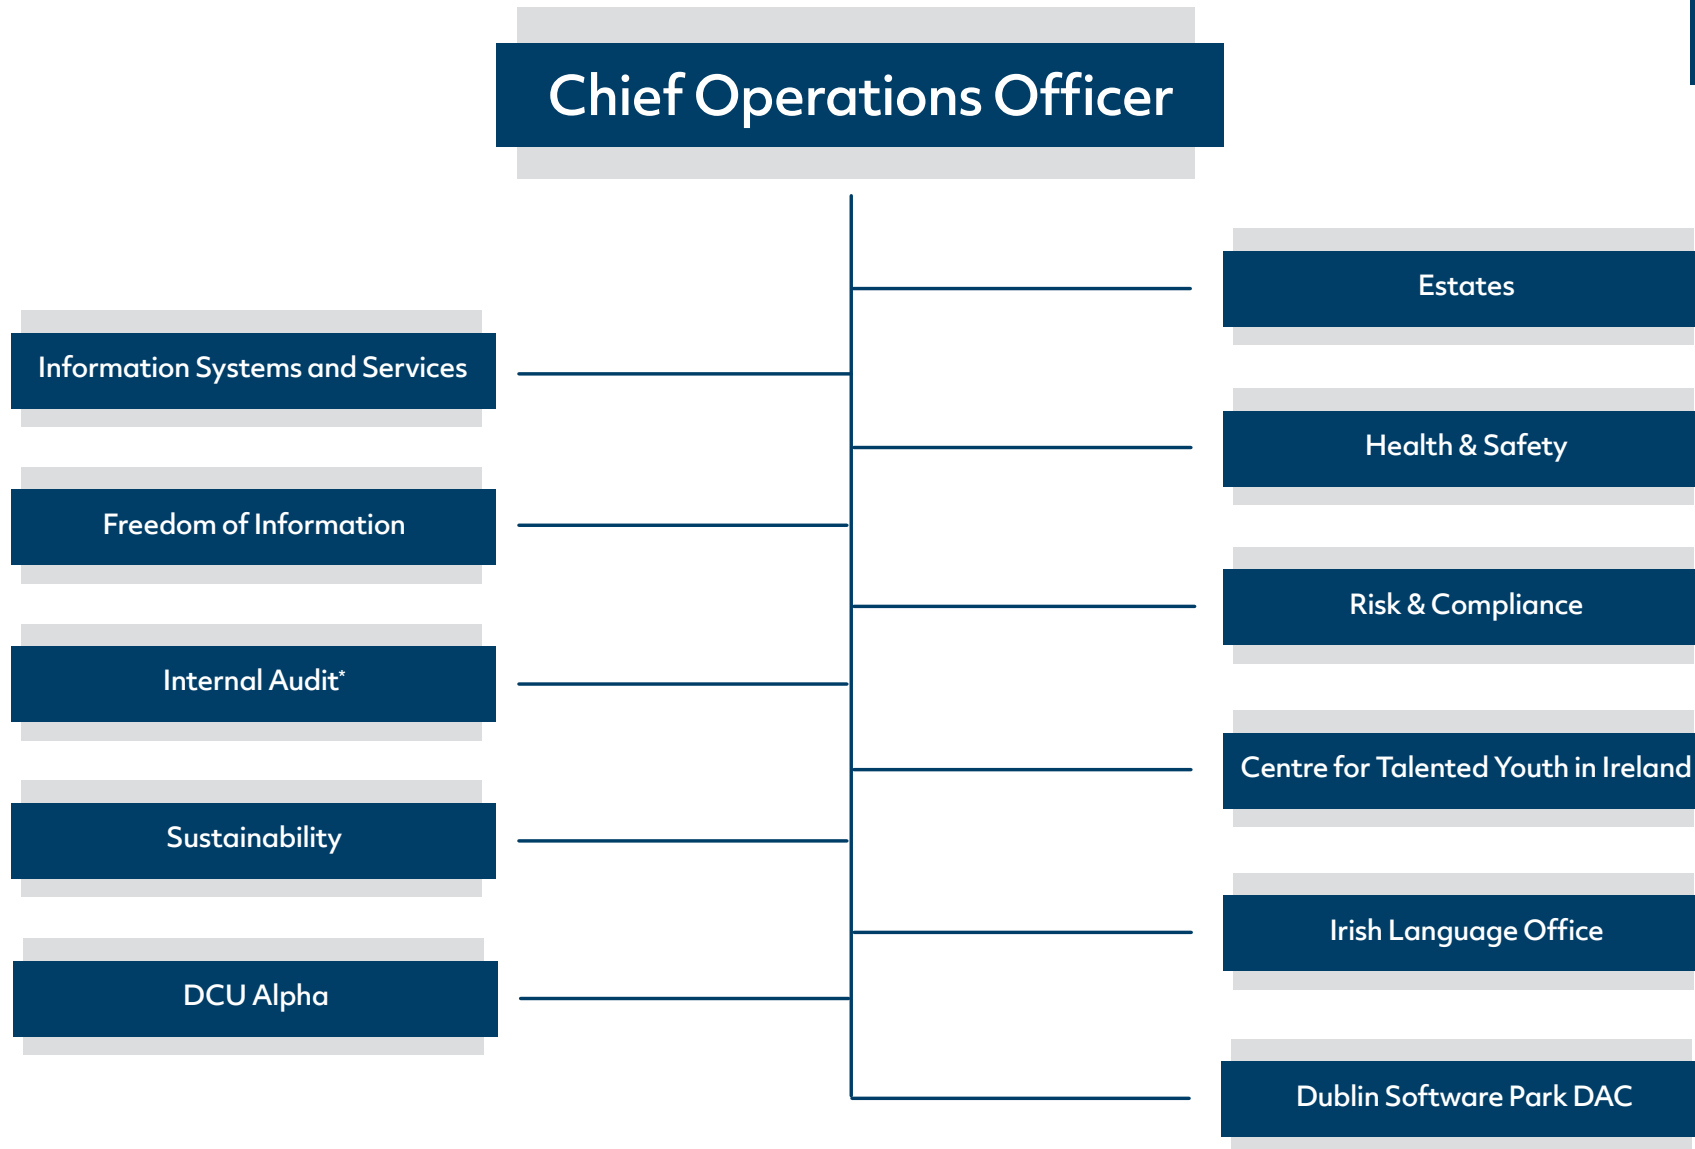 Chief Operations Officer
Information Systems and Services
Freedom of Information
Internal Audit*
Sustainability
DCU Alpha
Estates
Health & Safety
Risk & Compliance
Centre for Talented Youth in Ireland
Irish Language Office
Dublin Software Park DAC